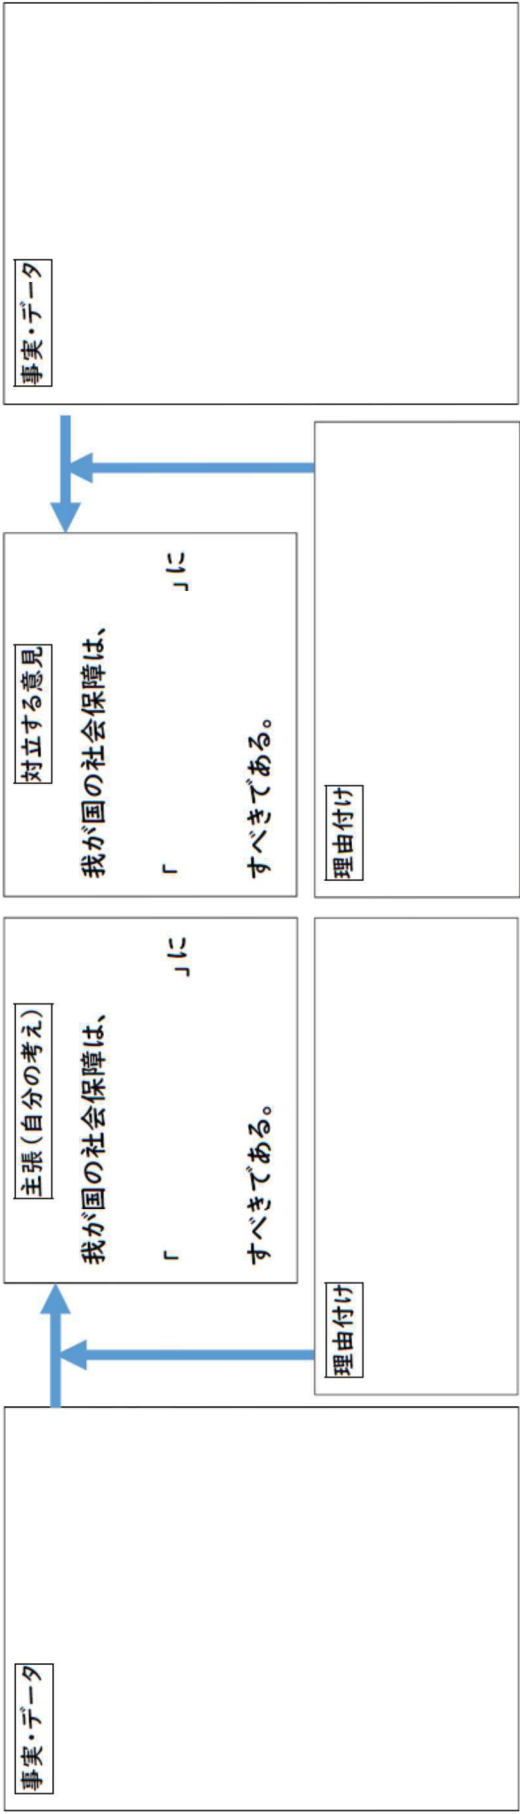 事実・データ
主張(自分の考え)
我が国の社会保障は、
「　　　　　　　　」に
すべきである。
理由付け
対立する意見
我が国の社会保障は、
「　　　　　　　　」に
すべきである。
理由付け
事実・データ